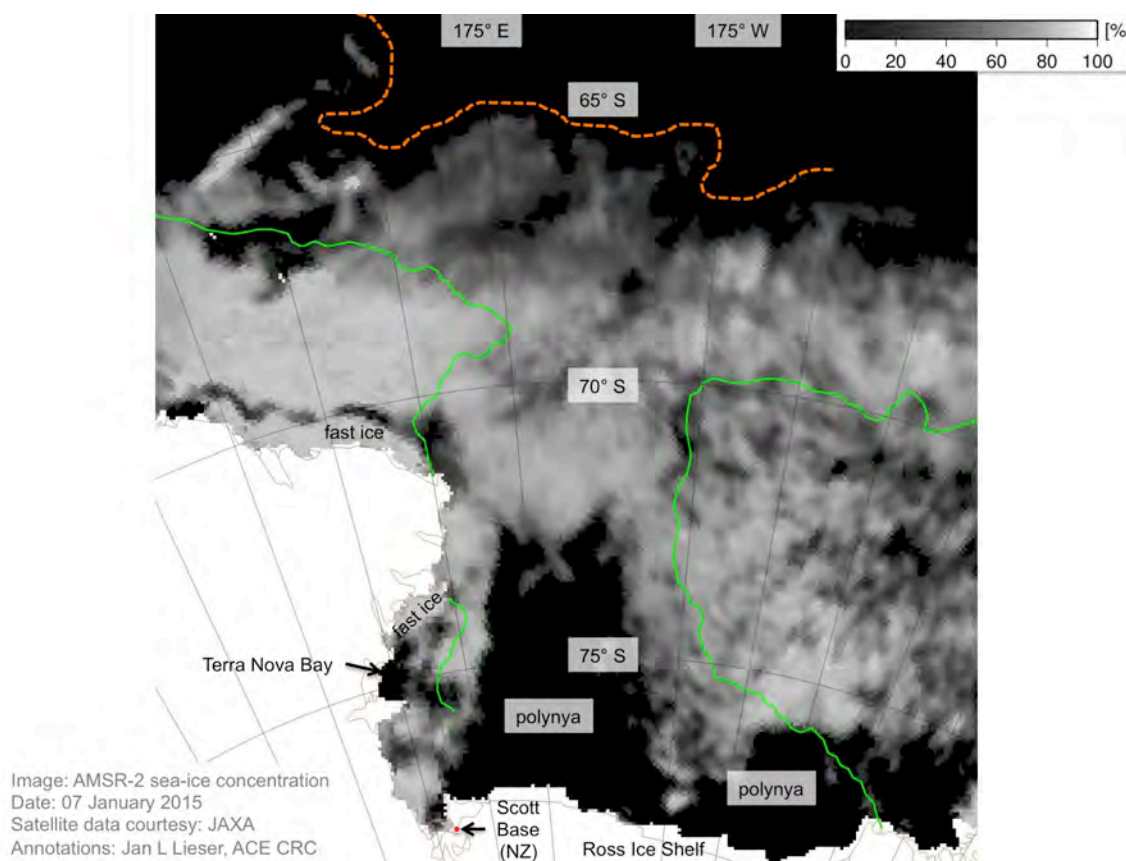 175° E
175° W
[%
0 20 40 60 80 100
65° S
70° S
fast ice
fast ice
75° S
Terra Nova Bay
polynya
polynya
Image: AMSR-2 sea-ice concentration
Date: 07 January 2015
Satellite data courtesy: JAXA
Annotations: Jan L Lieser, ACE CRC
Scott
Base
(NZ)
Ross Ice Shelf